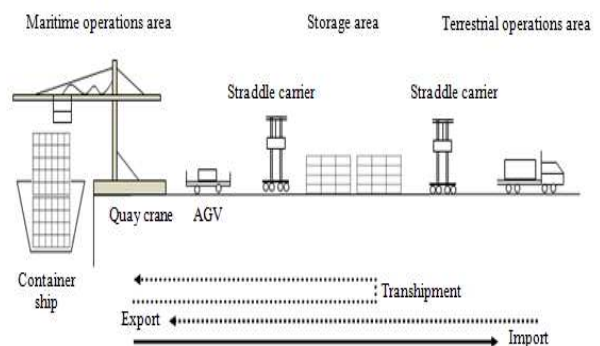 Maritime operations area
Storage area
Terrestrial operations area
Straddle carrier
Straddle carrier
Quay crane
AGV
Container
ship
Transhipment
Export
Import